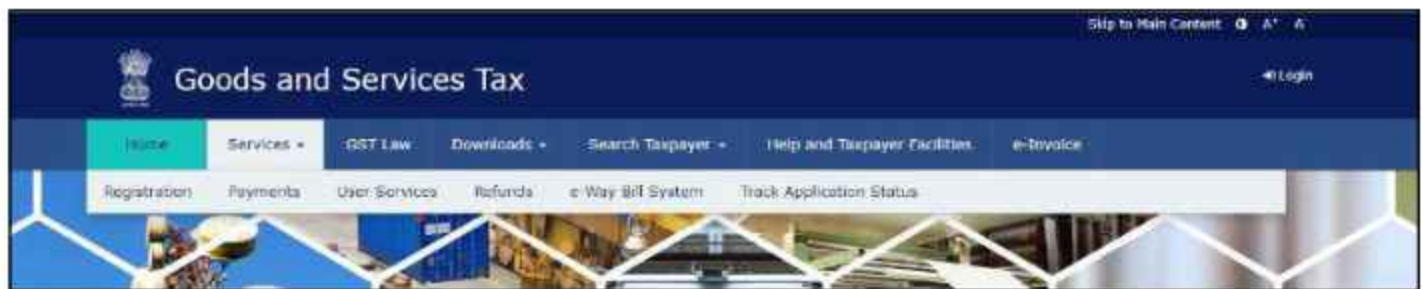 Skip to Main Content A+ A
Goods and Services Tax
Login
Home Services GST Law Downloads Search Taxpayer Help and Taxpayer Facilities e-Invoice
Registration Payments User Services Refunds e-Way Bill System Track Application Status